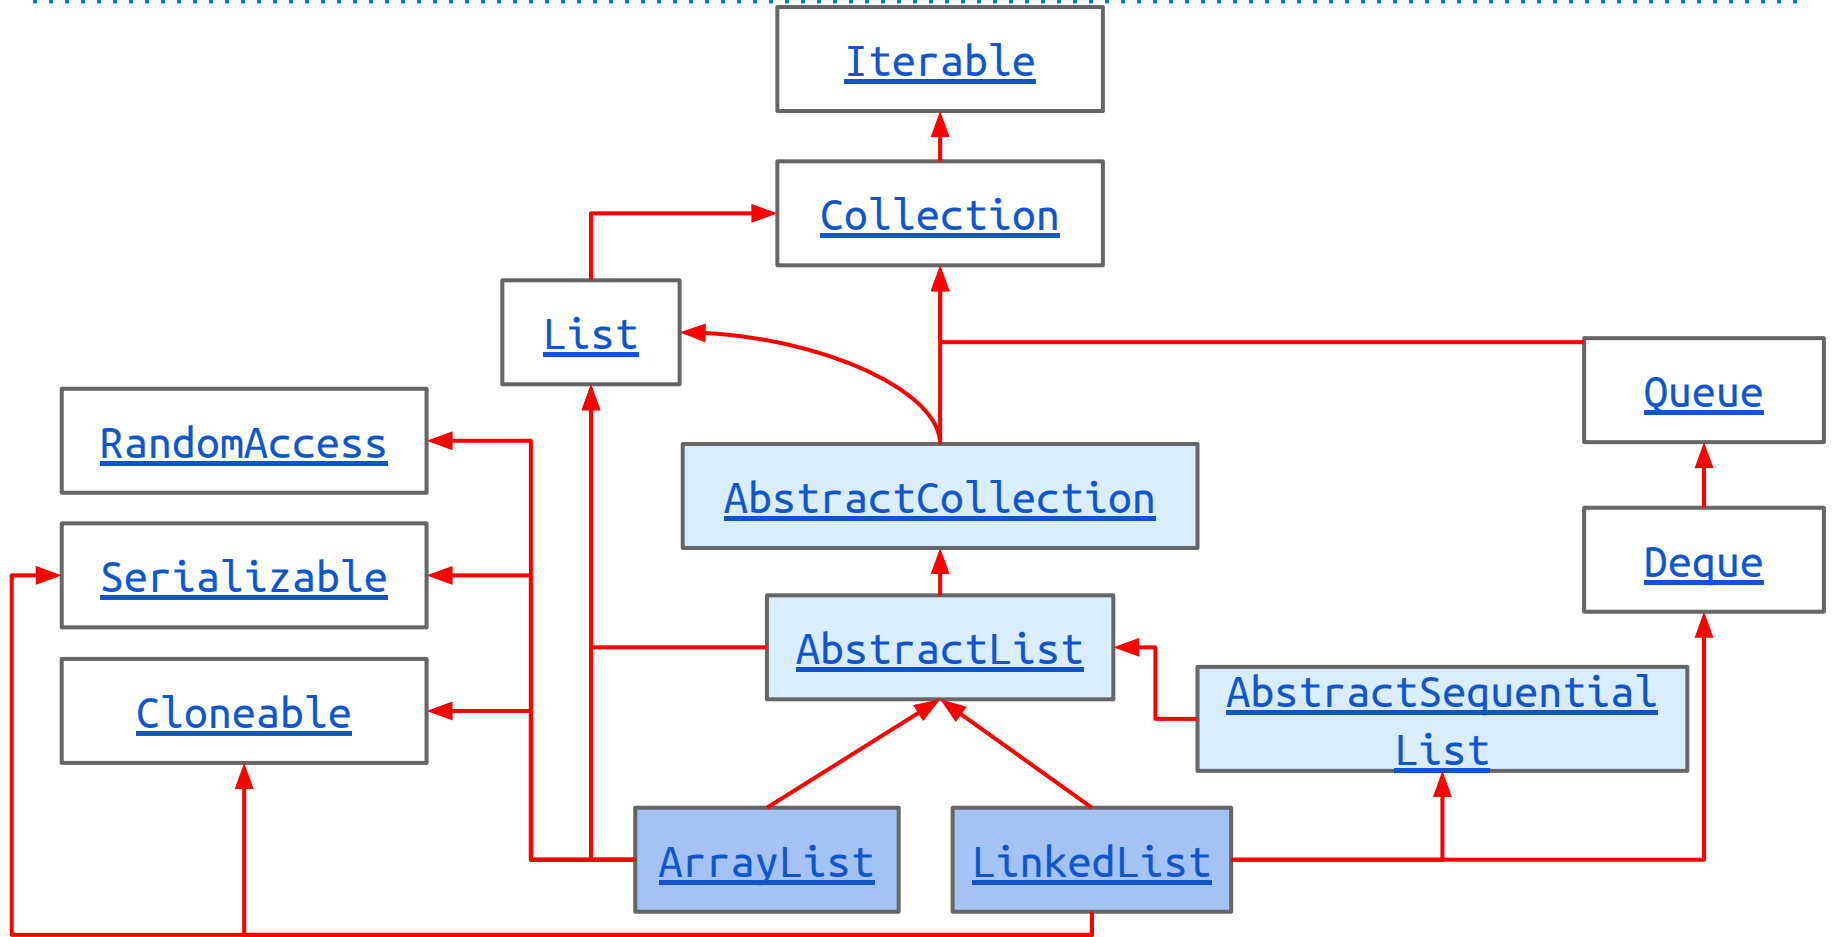 Iterable
Collection
List
Queue
RandomAccess
AbstractCollection
Serializable
Deque
AbstractList
Cloneable
AbstractSequential
List
ArrayList
LinkedList